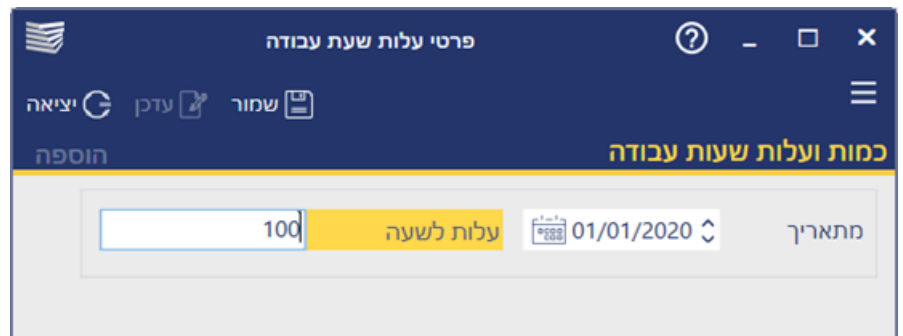 פרטי עלות שעת עבודה
שמור עדכן יציאה
כמות ועלות שעות עבודה הוספה
מתאריך 01/01/2020 עלות לשעה 100